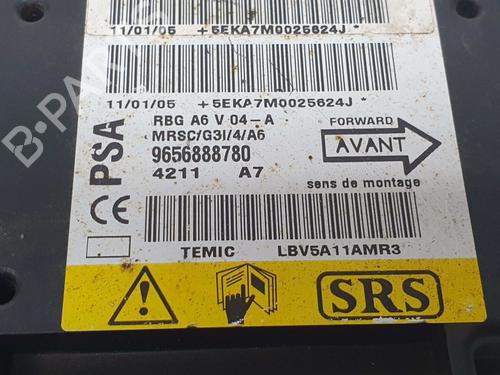 11/01/05 +5EKA7M0025624J *
11/01/05 +5EKA7M0025624J *
PSA
RBG A6 V 04-A
MRSC/G3I/4/A6
9656888780
4211 A7
FORWARD
AVANT
sens de montage
CE
TEMIC LBV5A11AMR3
SRS